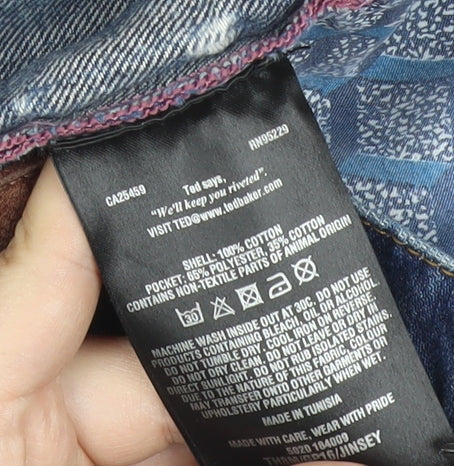 CA25459
RN95229
Ted says,
"We'll keep you riveted."
VISIT TED@www.tedbaker.com
SHELL: 100% COTTON
POCKET: 65% POLYESTER, 35% COTTON
CONTAINS NON-TEXTILE PARTS OF ANIMAL ORIGIN
30
MACHINE WASH INSIDE OUT AT 30C. DO NOT USE
PRODUCTS CONTAINING BLEACH, OIL OR ALCOHOL.
DO NOT TUMBLE DRY. COOL IRON ON REVERSE.
DO NOT DRY CLEAN. DO NOT LEAVE OR DRY IN
DIRECT SUNLIGHT. DO NOT RUB ISOLATED STAINS.
DUE TO THE NATURE OF THIS FABRIC, COLOUR
MAY TRANSFER ONTO OTHER GARMENTS OR
UPHOLSTERY PARTICULARLY WHEN WET.
MADE IN TUNISIA
MADE WITH CARE, WEAR WITH PRIDE
5020 184009
/JINSEY